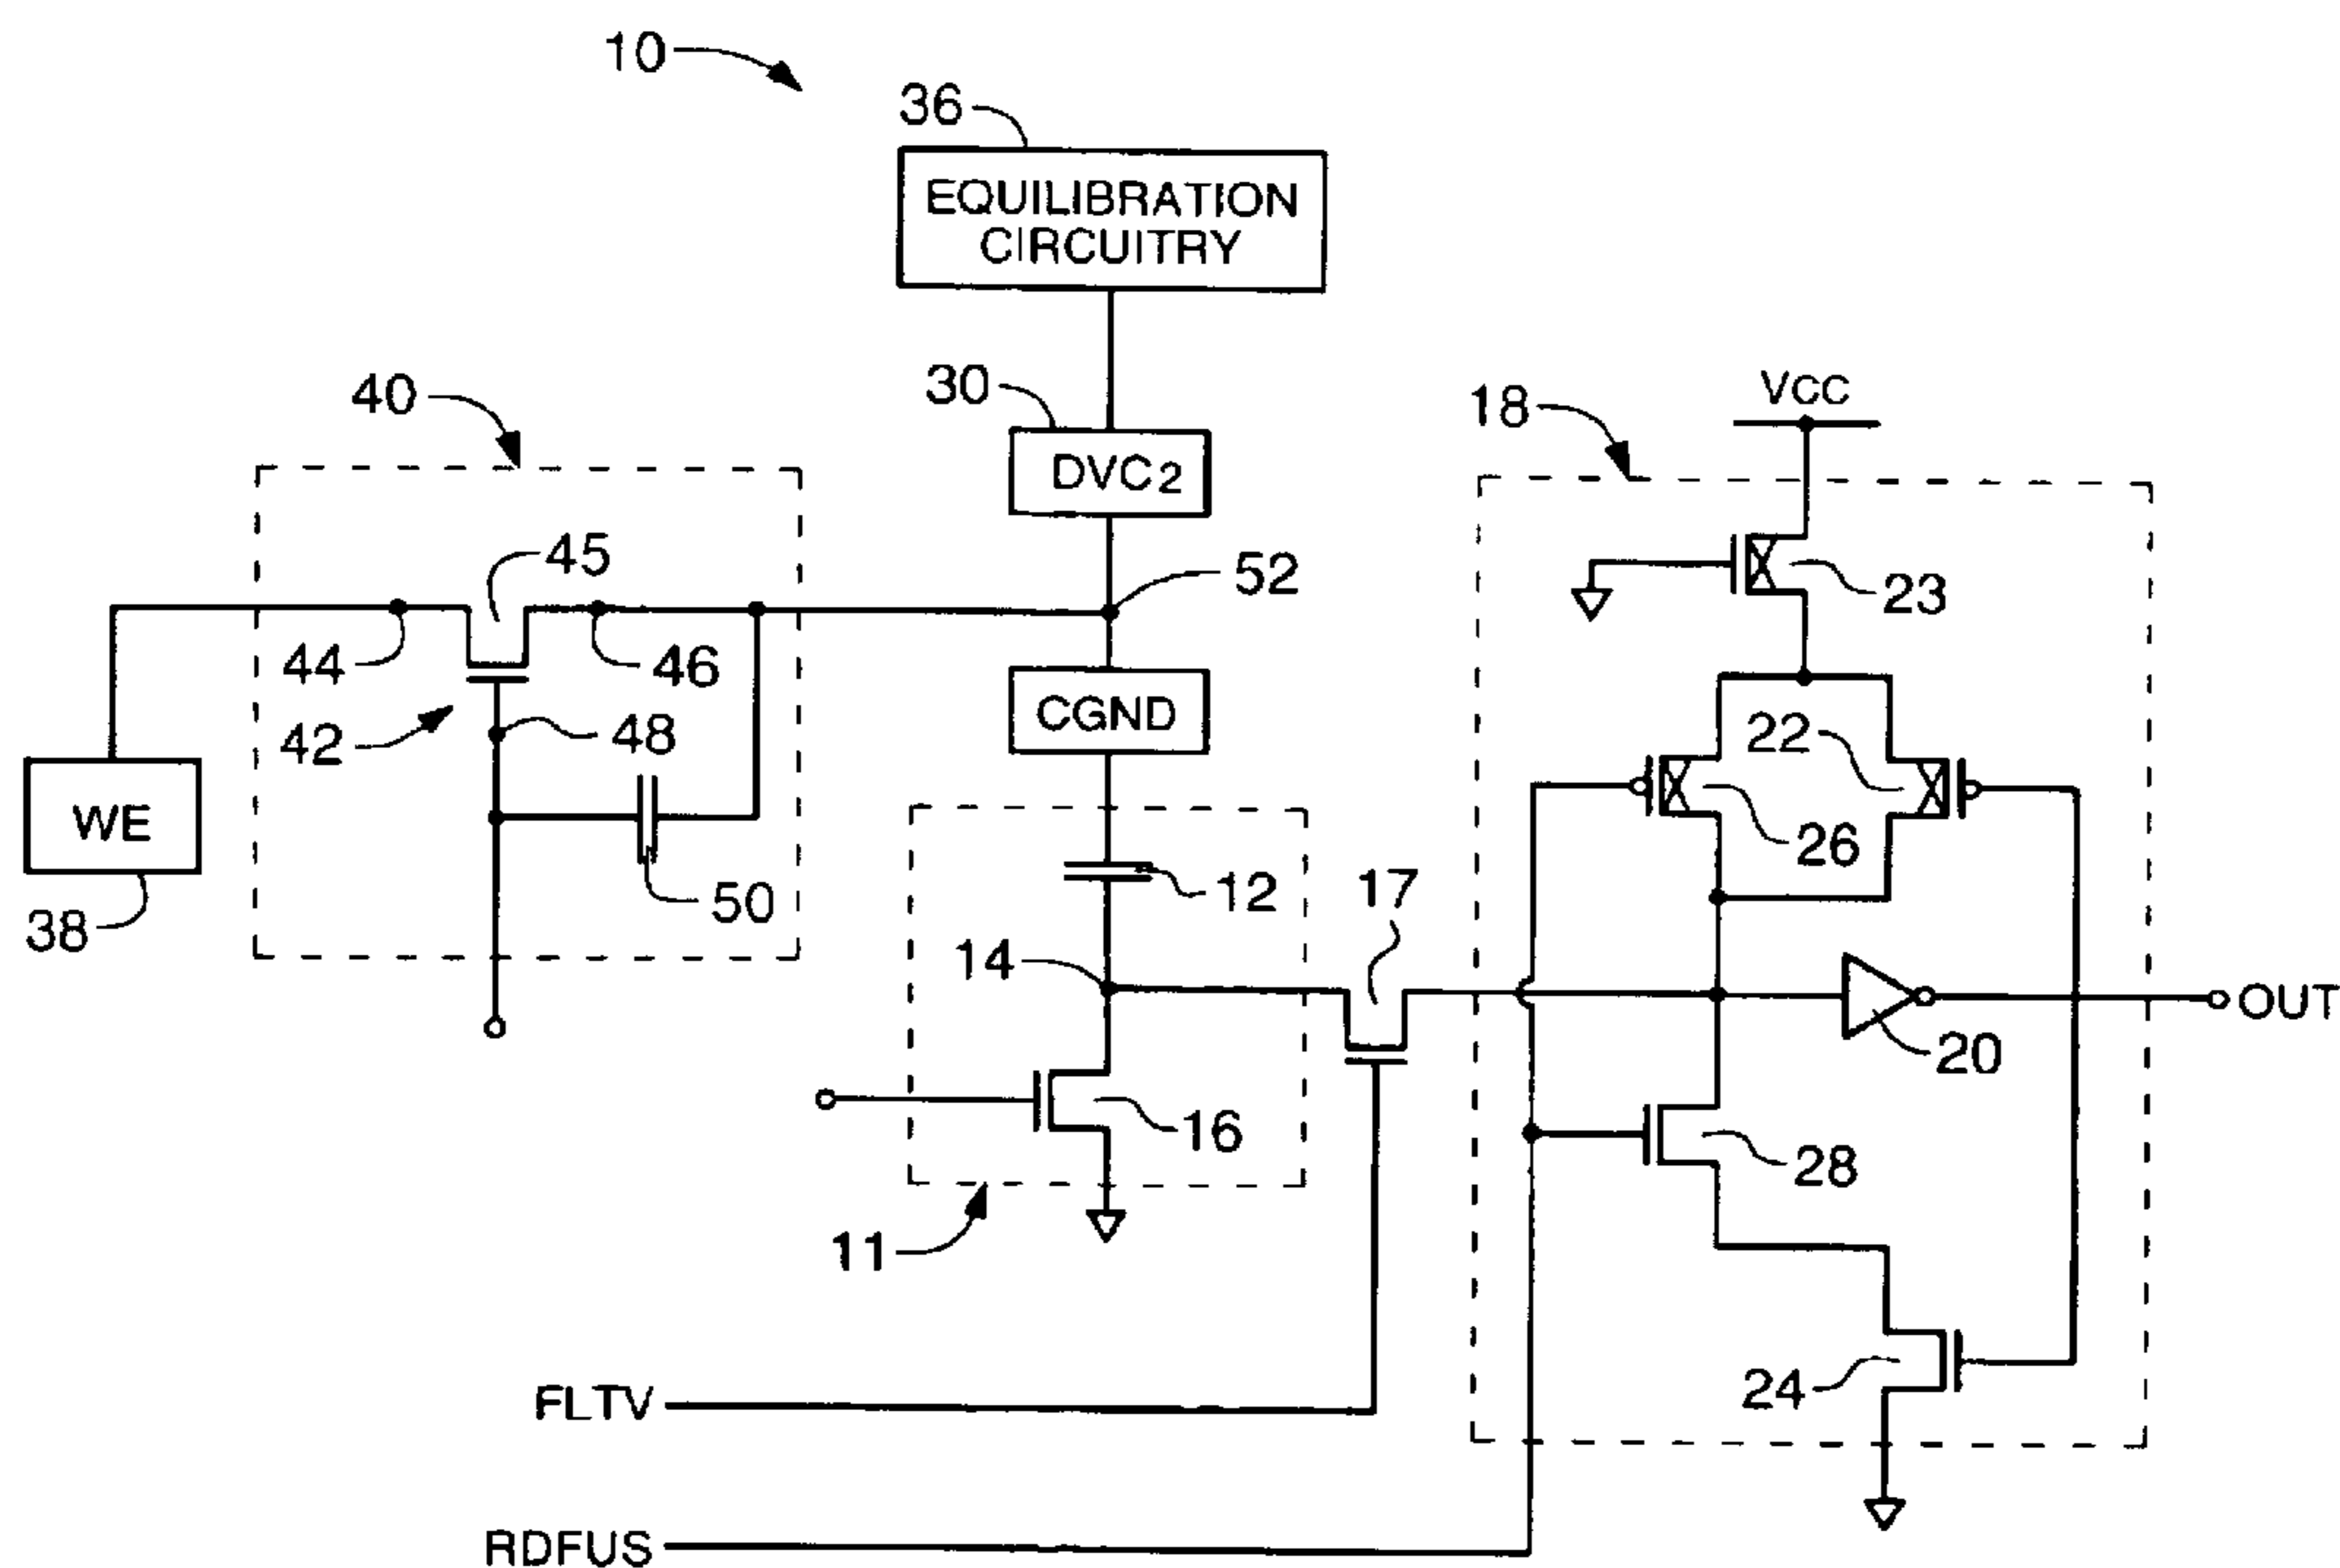 10
36
EQUILIBRATION
CIRCUITRY
30
DVC2
40
18
VCC
45
52
23
44
46
42
48
CGND
22
WE
26
38
50
12
17
14
OUT
20
16
28
11
24
FLTV
RDFUS